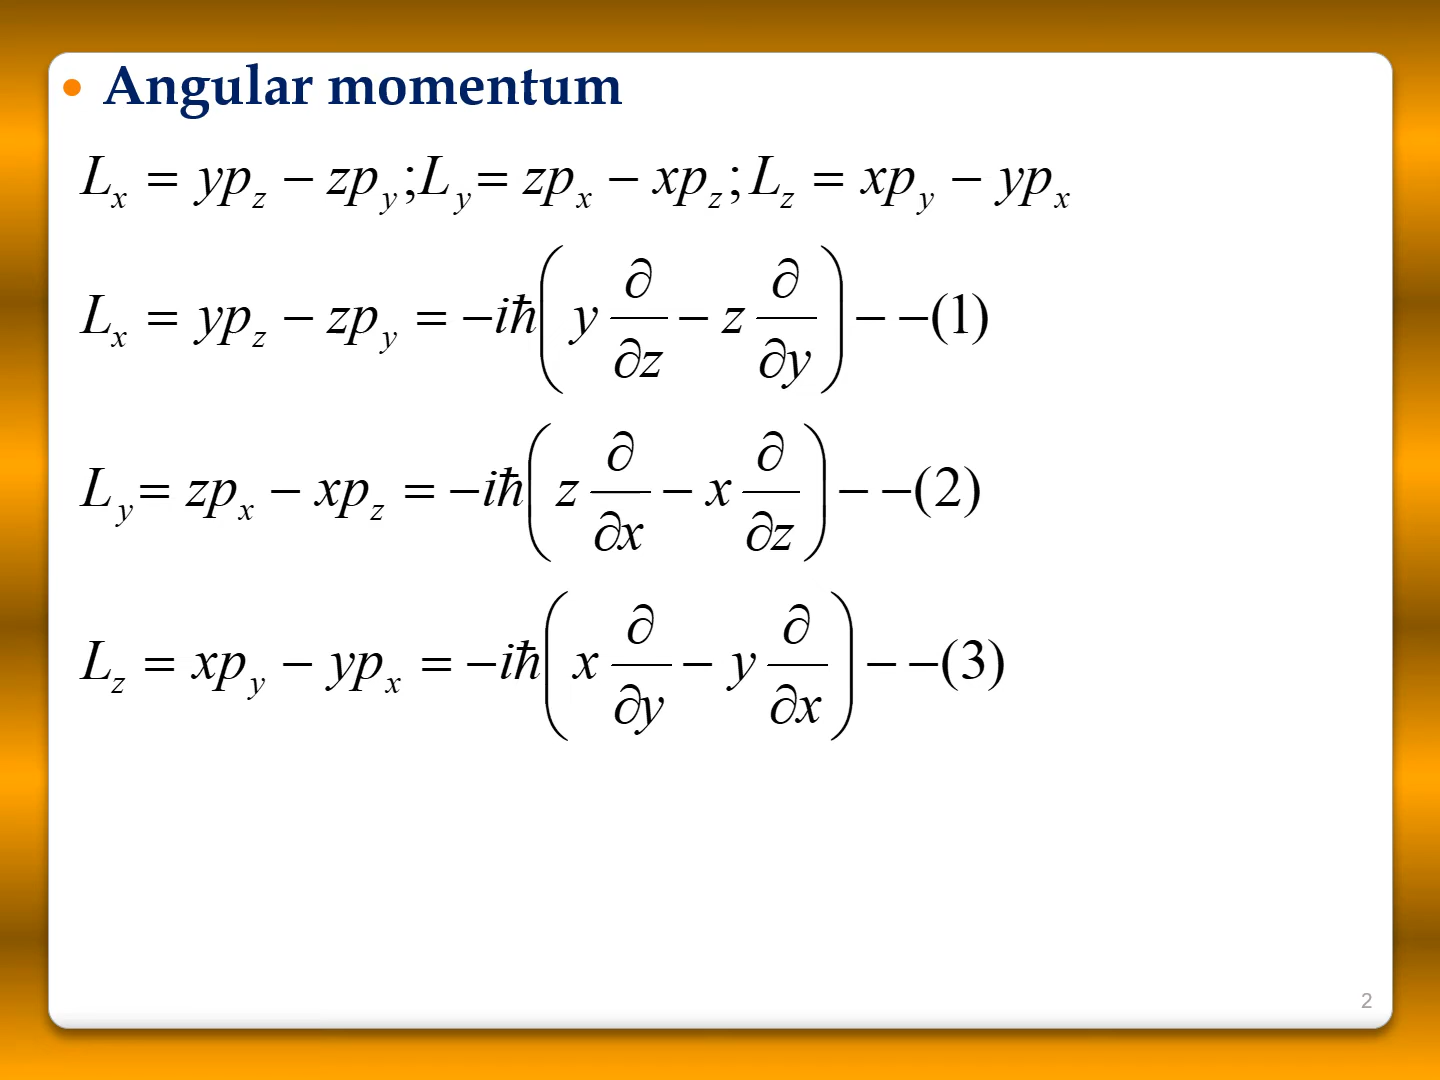 • Angular momentum
L_x = yp_z − zp_y; L_y = zp_x − xp_z; L_z = xp_y − yp_x
L_x = yp_z − zp_y = −iħ( y ∂/∂z − z ∂/∂y ) − −(1)
L_y = zp_x − xp_z = −iħ( z ∂/∂x − x ∂/∂z ) − −(2)
L_z = xp_y − yp_x = −iħ( x ∂/∂y − y ∂/∂x ) − −(3)
2